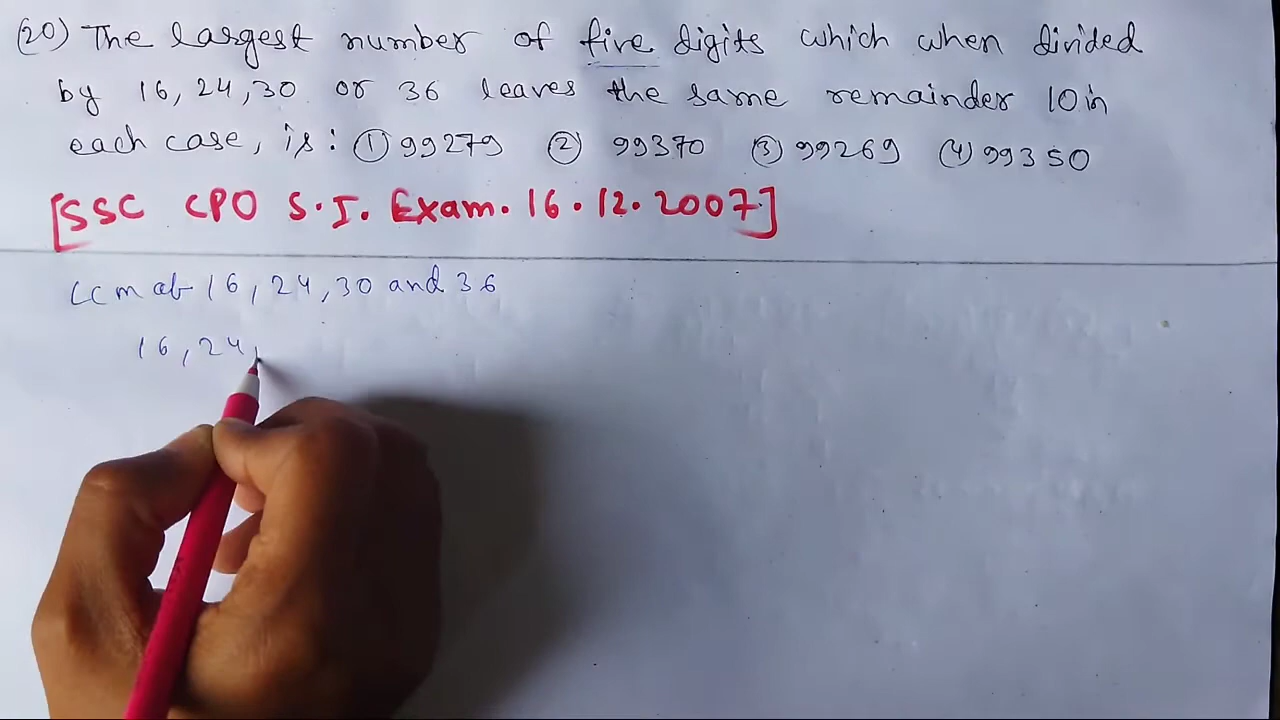 (20) The largest number of five digits which when divided
by 16, 24, 30 or 36 leaves the same remainder 10 in
each case, is: ① 99279 ② 99370 ③ 99269 ④ 99350
[SSC CPO S.I. Exam. 16.12.2007]
LCM of 16, 24, 30 and 36
16, 24,